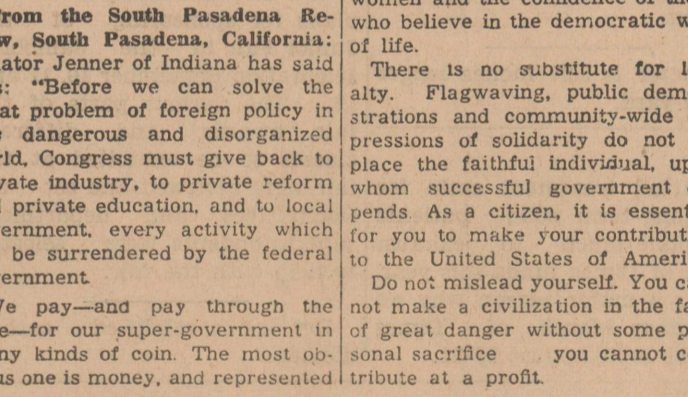 From the South Pasadena Re-
w, South Pasadena, California:
ator Jenner of Indiana has said
s: "Before we can solve the
at problem of foreign policy in
dangerous and disorganized
rld, Congress must give back to
vate industry, to private reform
private education, and to local
ernment, every activity which
be surrendered by the federal
ernment
We pay—and pay through the
e—for our super-government in
ny kinds of coin. The most ob-
us one is money, and represented
women and the confidence of
who believe in the democratic w
of life.
There is no substitute for l
alty. Flagwaving, public dem
strations and community-wide
pressions of solidarity do not
place the faithful individual, up
whom successful government
pends. As a citizen, it is essent
for you to make your contribut
to the United States of Ameri
Do not mislead yourself. You ca
not make a civilization in the fa
of great danger without some p
sonal sacrifice you cannot c
tribute at a profit.